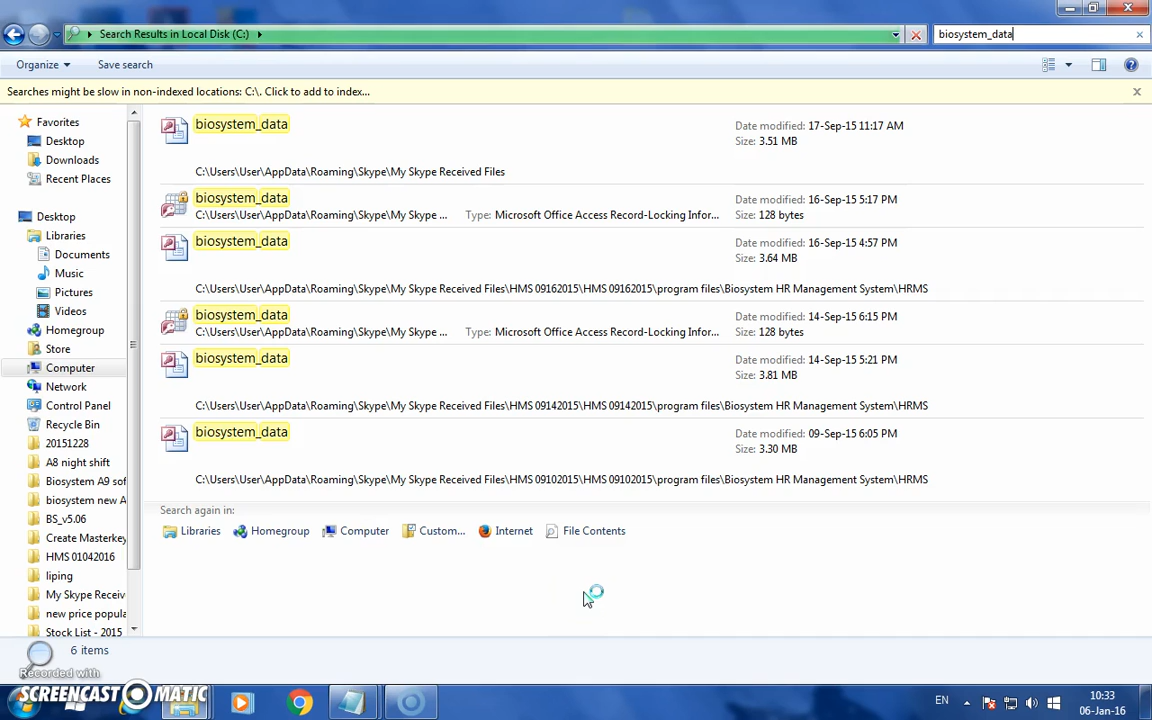 Search Results in Local Disk (C:)
biosystem_data
Organize
Save search
Searches might be slow in non-indexed locations: C:\. Click to add to index...
Favorites
Desktop
Downloads
Recent Places
Desktop
Libraries
Documents
Music
Pictures
Videos
Homegroup
Store
Computer
Network
Control Panel
Recycle Bin
20151228
A8 night shift
Biosystem A9 sof
biosystem new A
BS_v5.06
Create Masterkey
HMS 01042016
liping
My Skype Receiv
new price popula
Stock List - 2015
biosystem_data
Date modified: 17-Sep-15 11:17 AM
Size: 3.51 MB
C:\Users\User\AppData\Roaming\Skype\My Skype Received Files
biosystem_data
Date modified: 16-Sep-15 5:17 PM
C:\Users\User\AppData\Roaming\Skype\My Skype ... Type: Microsoft Office Access Record-Locking Infor... Size: 128 bytes
biosystem_data
Date modified: 16-Sep-15 4:57 PM
Size: 3.64 MB
C:\Users\User\AppData\Roaming\Skype\My Skype Received Files\HMS 09162015\HMS 09162015\program files\Biosystem HR Management System\HRMS
biosystem_data
Date modified: 14-Sep-15 6:15 PM
C:\Users\User\AppData\Roaming\Skype\My Skype ... Type: Microsoft Office Access Record-Locking Infor... Size: 128 bytes
biosystem_data
Date modified: 14-Sep-15 5:21 PM
Size: 3.81 MB
C:\Users\User\AppData\Roaming\Skype\My Skype Received Files\HMS 09142015\HMS 09142015\program files\Biosystem HR Management System\HRMS
biosystem_data
Date modified: 09-Sep-15 6:05 PM
Size: 3.30 MB
C:\Users\User\AppData\Roaming\Skype\My Skype Received Files\HMS 09102015\HMS 09102015\program files\Biosystem HR Management System\HRMS
Search again in:
Libraries Homegroup Computer Custom... Internet File Contents
6 items
Recorded with
SCREENCAST MATIC
EN
10:33
06-Jan-16